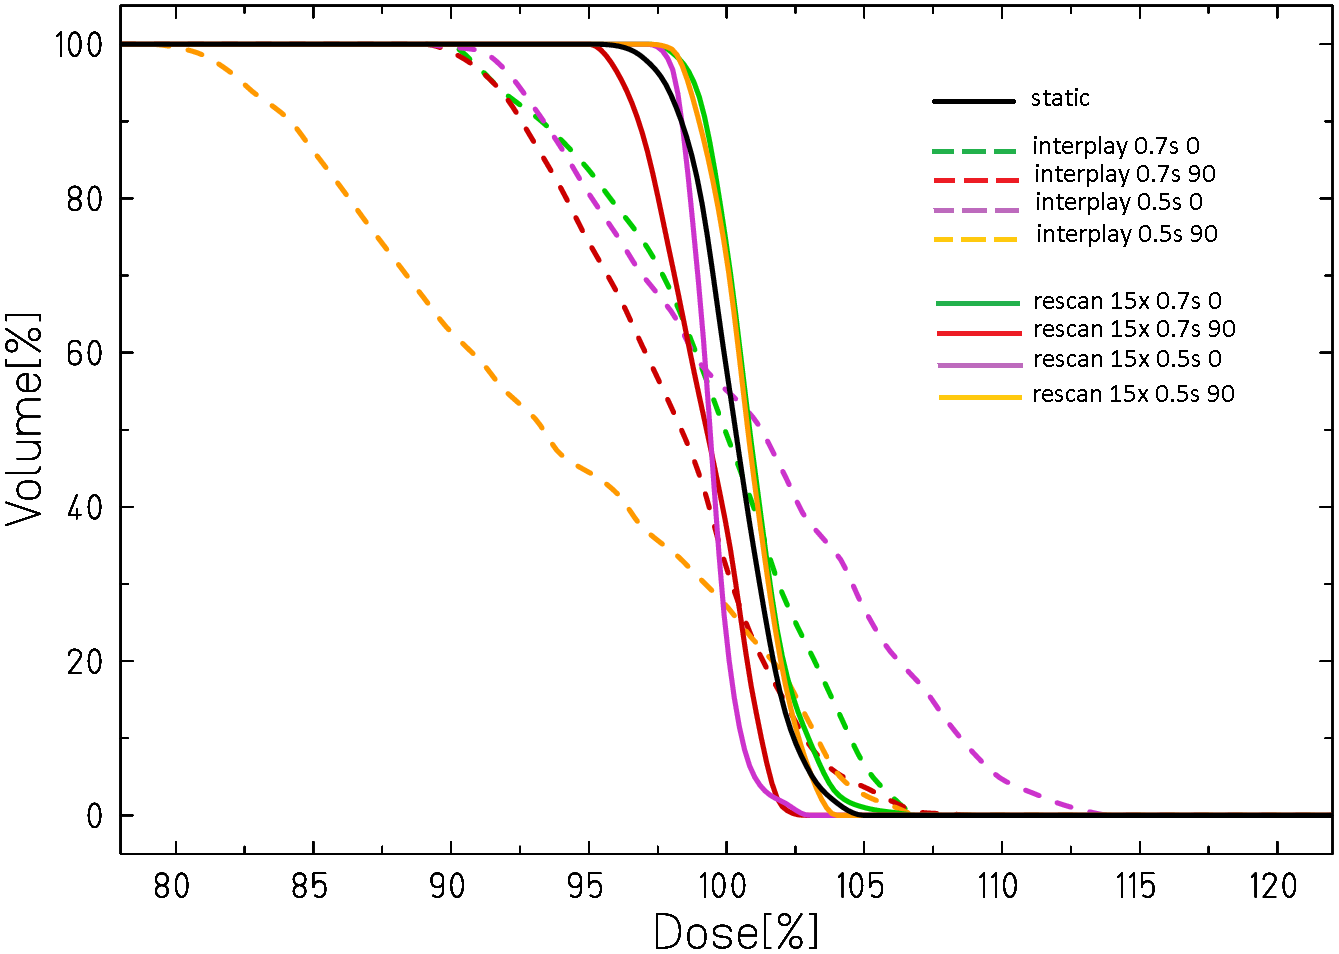 100
80
60
40
20
0
Volume[%]
static
interplay 0.7s 0
interplay 0.7s 90
interplay 0.5s 0
interplay 0.5s 90
rescan 15x 0.7s 0
rescan 15x 0.7s 90
rescan 15x 0.5s 0
rescan 15x 0.5s 90
80 85 90 95 100 105 110 115 120
Dose[%]